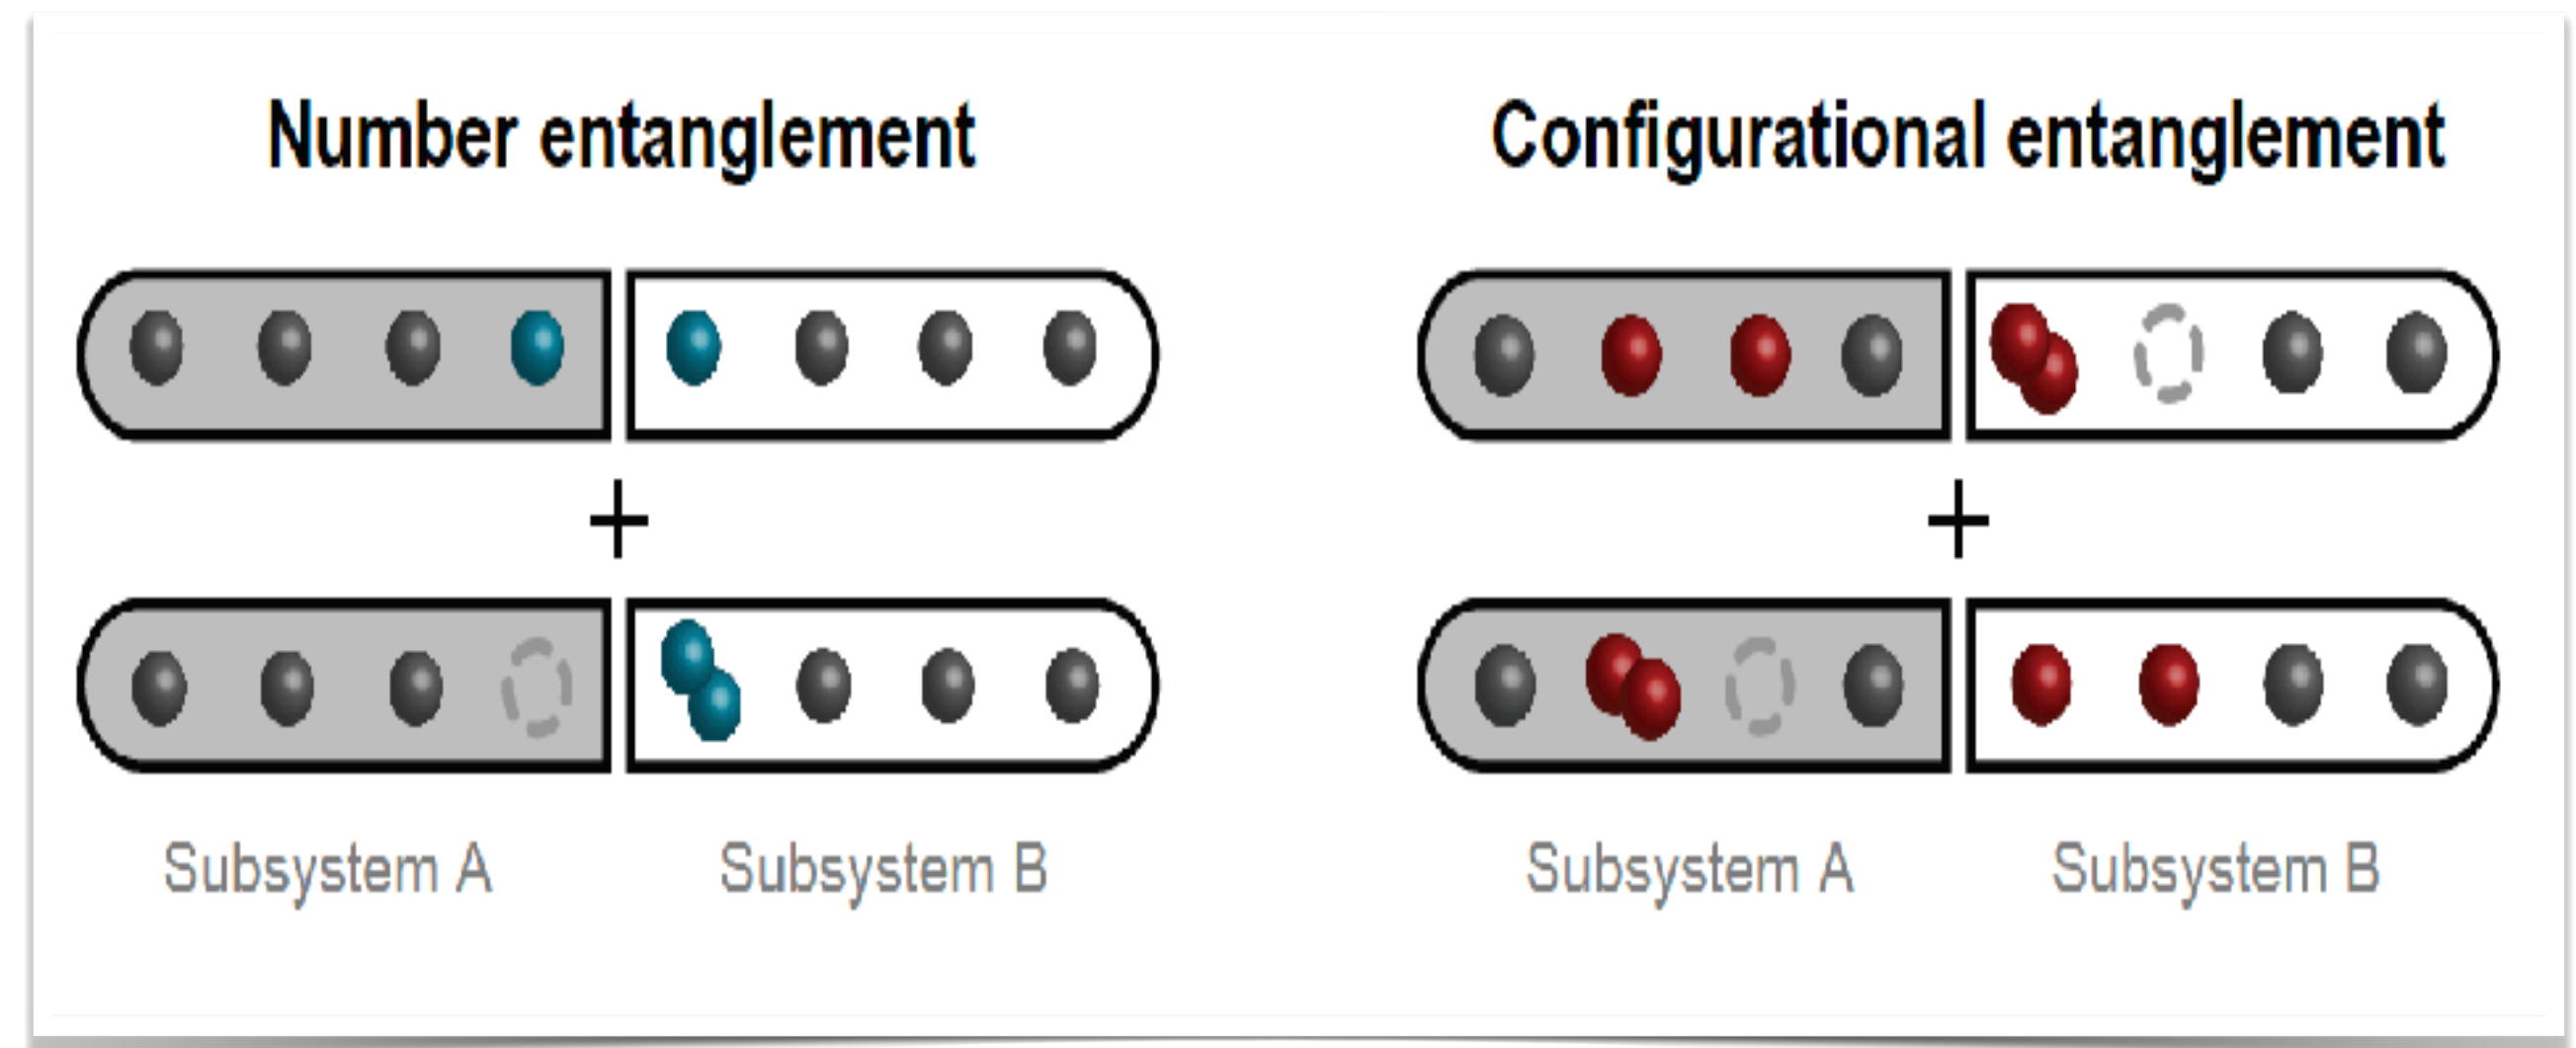 Number entanglement
Configurational entanglement
+
+
Subsystem A
Subsystem B
Subsystem A
Subsystem B